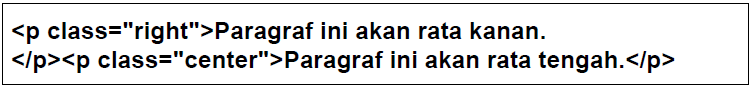 <p class="right">Paragraf ini akan rata kanan.
</p><p class="center">Paragraf ini akan rata tengah.</p>